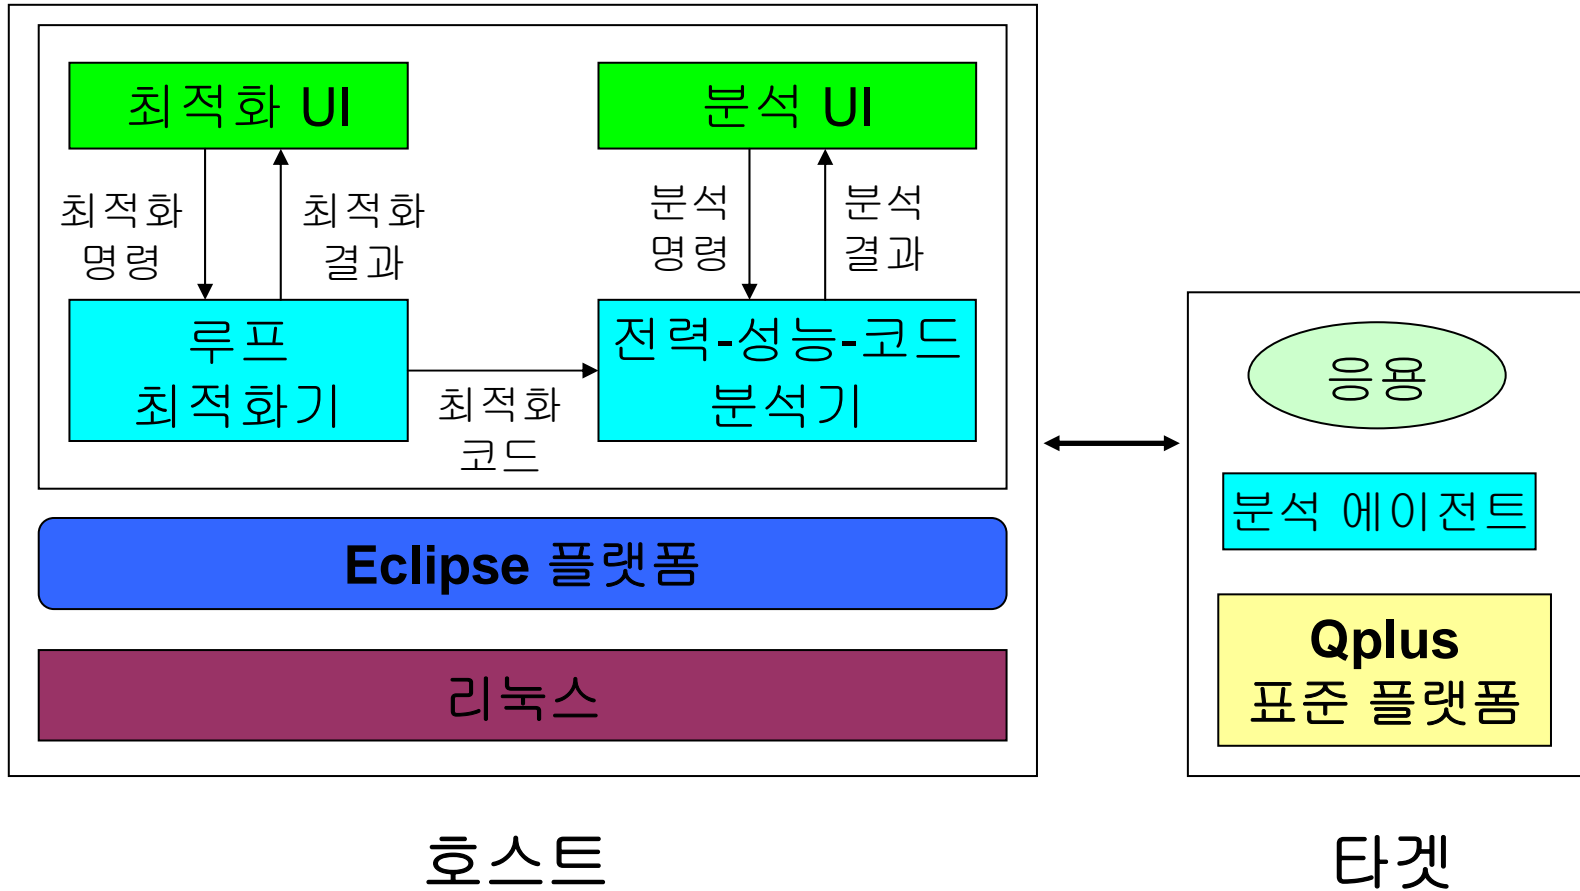 최적화 UI
분석 UI
최적화
명령
최적화
결과
분석
명령
분석
결과
루프
최적화기
최적화
코드
전력-성능-코드
분석기
Eclipse 플랫폼
리눅스
호스트
응용
분석 에이전트
Qplus
표준 플랫폼
타겟